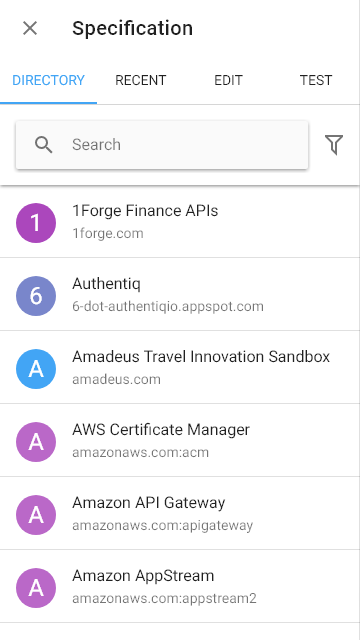 Specification
DIRECTORY RECENT EDIT TEST
Search
1 1Forge Finance APIs
1forge.com
6 Authentiq
6-dot-authentiqio.appspot.com
A Amadeus Travel Innovation Sandbox
amadeus.com
A AWS Certificate Manager
amazonaws.com:acm
A Amazon API Gateway
amazonaws.com:apigateway
A Amazon AppStream
amazonaws.com:appstream2